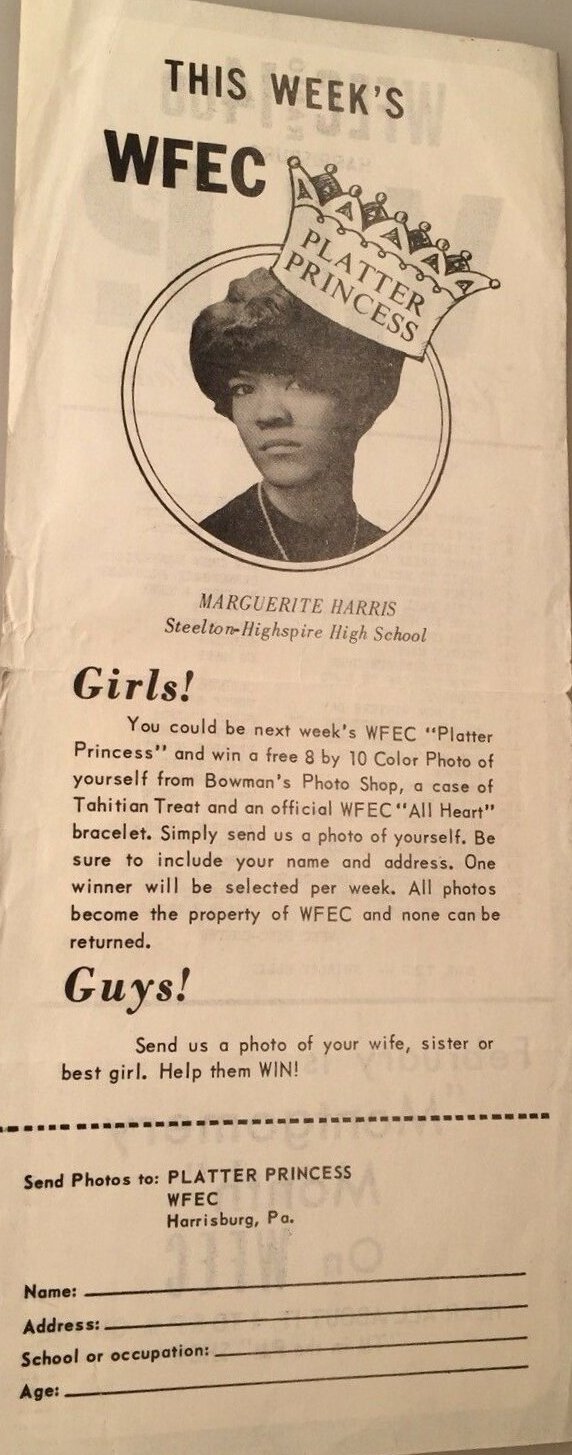 THIS WEEK'S
WFEC
PLATTER
PRINCESS
MARGUERITE HARRIS
Steelton-Highspire High School
Girls!
You could be next week's WFEC "Platter
Princess" and win a free 8 by 10 Color Photo of
yourself from Bowman's Photo Shop, a case of
Tahitian Treat and an official WFEC "All Heart"
bracelet. Simply send us a photo of yourself. Be
sure to include your name and address. One
winner will be selected per week. All photos
become the property of WFEC and none can be
returned.
Guys!
Send us a photo of your wife, sister or
best girl. Help them WIN!
Send Photos to: PLATTER PRINCESS
WFEC
Harrisburg, Pa.
Name:
Address:
School or occupation:
Age: